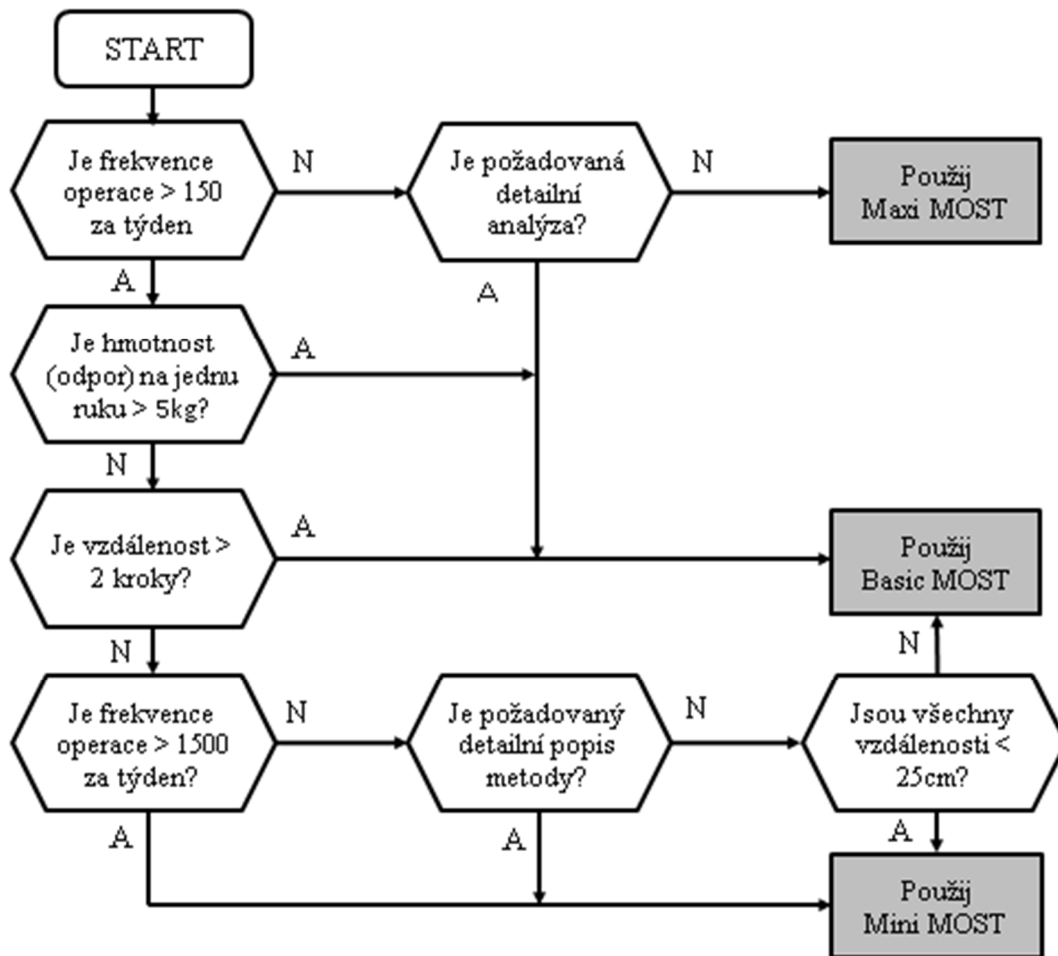 START
Je frekvence
operace > 150
za týden
N
Je požadovaná
detailní
analýza?
N
Použij
Maxi MOST
A
A
Je hmotnost
(odpor) na jednu
ruku > 5kg?
A
N
Je vzdálenost >
2 kroky?
A
Použij
Basic MOST
N
N
Je frekvence
operace > 1500
za týden?
N
Je požadovaný
detailní popis
metody?
N
Jsou všechny
vzdálenosti <
25cm?
A
A
A
Použij
Mini MOST